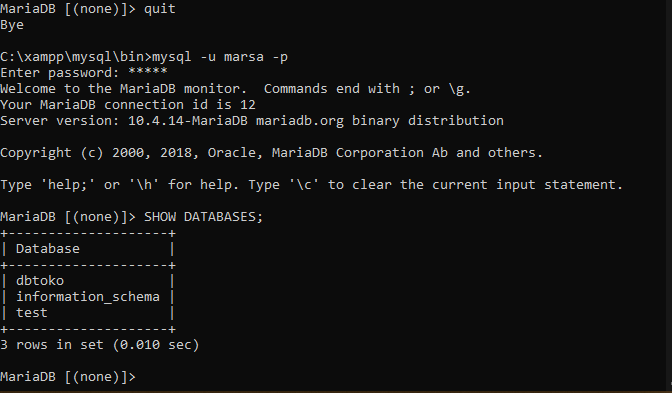 MariaDB [(none)]> quit
Bye
C:\xampp\mysql\bin>mysql -u marsa -p
Enter password: *****
Welcome to the MariaDB monitor.  Commands end with ; or \g.
Your MariaDB connection id is 12
Server version: 10.4.14-MariaDB mariadb.org binary distribution
Copyright (c) 2000, 2018, Oracle, MariaDB Corporation Ab and others.
Type 'help;' or '\h' for help. Type '\c' to clear the current input statement.
MariaDB [(none)]> SHOW DATABASES;
+--------------------+
| Database           |
+--------------------+
| dbtoko             |
| information_schema |
| test               |
+--------------------+
3 rows in set (0.010 sec)
MariaDB [(none)]>